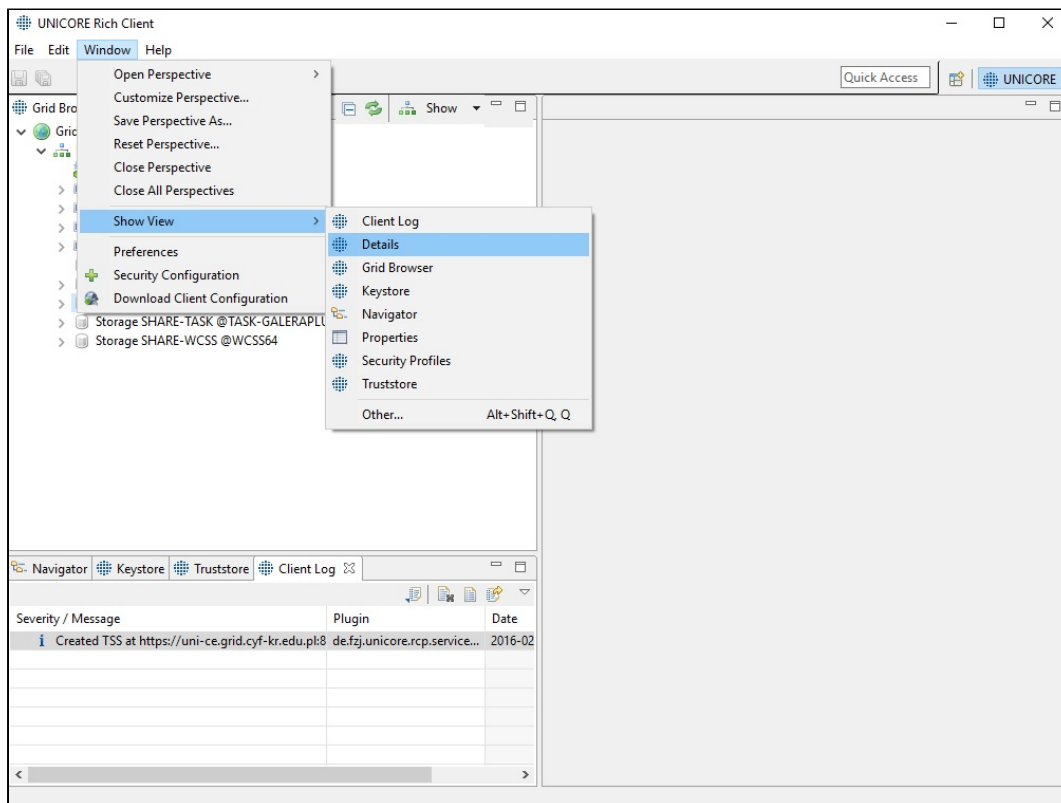 UNICORE Rich Client
File Edit Window Help
Quick Access
UNICORE
Open Perspective
Customize Perspective...
Save Perspective As...
Reset Perspective...
Close Perspective
Close All Perspectives
Show View
Preferences
Security Configuration
Download Client Configuration
Client Log
Details
Grid Browser
Keystore
Navigator
Properties
Security Profiles
Truststore
Other... Alt+Shift+Q, Q
Grid Bro
Show
Grid
Storage SHARE-TASK @TASK-GALERAPLU
Storage SHARE-WCSS @WCSS64
Navigator Keystore Truststore Client Log
Severity / Message Plugin Date
Created TSS at https://uni-ce.grid.cyf-kr.edu.pl:8 de.fzj.unicore.rcp.service... 2016-02